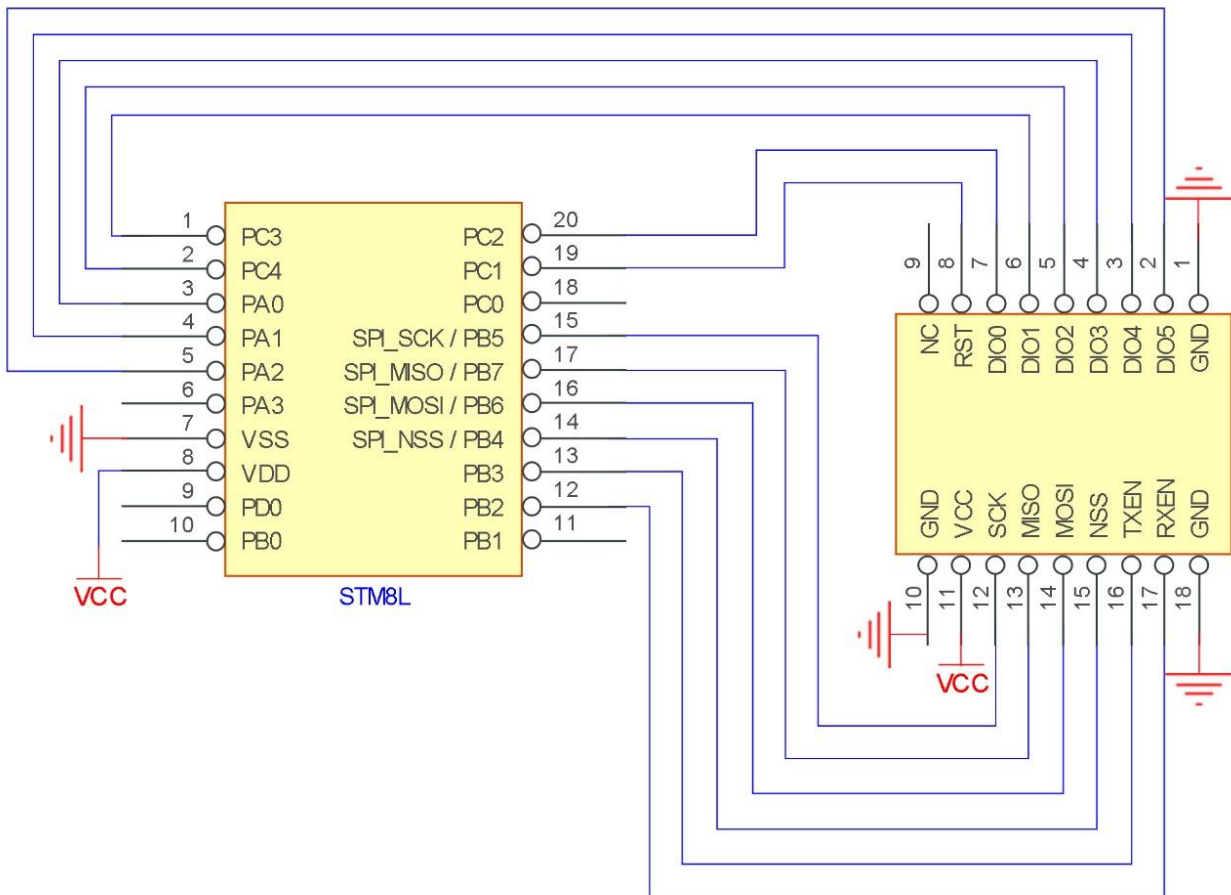 1 PC3 PC2 20
2 PC4 PC1 19
3 PA0 PC0 18
4 PA1 SPI_SCK / PB5 15
5 PA2 SPI_MISO / PB7 17
6 PA3 SPI_MOSI / PB6 16
7 VSS SPI_NSS / PB4 14
8 VDD PB3 13
9 PD0 PB2 12
10 PB0 PB1 11
VCC
STM8L
9 8 7 6 5 4 3 2 1
NC RST DIO0 DIO1 DIO2 DIO3 DIO4 DIO5 GND
GND VCC SCK MISO MOSI NSS TXEN RXEN GND
10 11 12 13 14 15 16 17 18
VCC